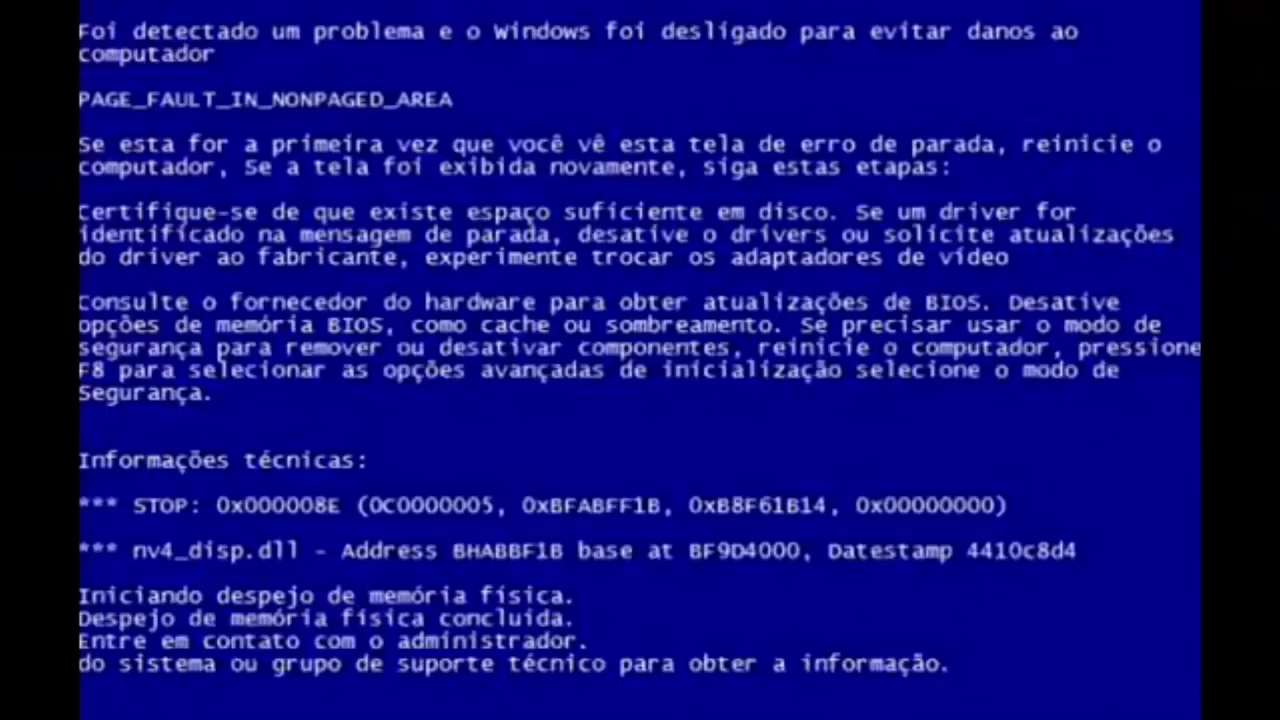 Foi detectado um problema e o Windows foi desligado para evitar danos ao
computador
PAGE_FAULT_IN_NONPAGED_AREA
Se esta for a primeira vez que você vê esta tela de erro de parada, reinicie o
computador, Se a tela foi exibida novamente, siga estas etapas:
Certifique-se de que existe espaço suficiente em disco. Se um driver for
identificado na mensagem de parada, desative o drivers ou solicite atualizações
do driver ao fabricante, experimente trocar os adaptadores de vídeo
Consulte o fornecedor do hardware para obter atualizações de BIOS. Desative
opções de memória BIOS, como cache ou sombreamento. Se precisar usar o modo de
segurança para remover ou desativar componentes, reinicie o computador, pressione
F8 para selecionar as opções avançadas de inicialização selecione o modo de
Segurança.
Informações técnicas:
*** STOP: 0x000008E (0C0000005, 0xBFABFF1B, 0xB8F61B14, 0x00000000)
*** nv4_disp.dll - Address BHABBF1B base at BF9D4000, Datestamp 4410c8d4
Iniciando despejo de memória física.
Despejo de memória física concluida.
Entre em contato com o administrador.
do sistema ou grupo de suporte técnico para obter a informação.